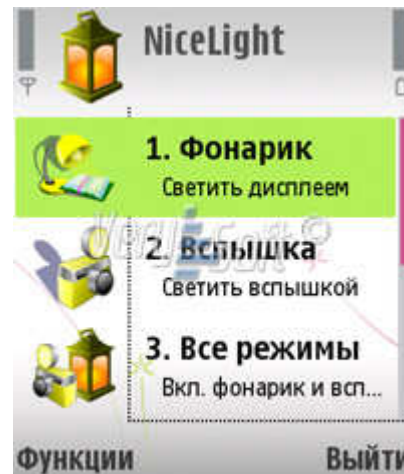 NiceLight
1. Фонарик
Светить дисплеем
2. Вспышка
Светить вспышкой
3. Все режимы
Вкл. фонарик и всп...
Функции
Выйти